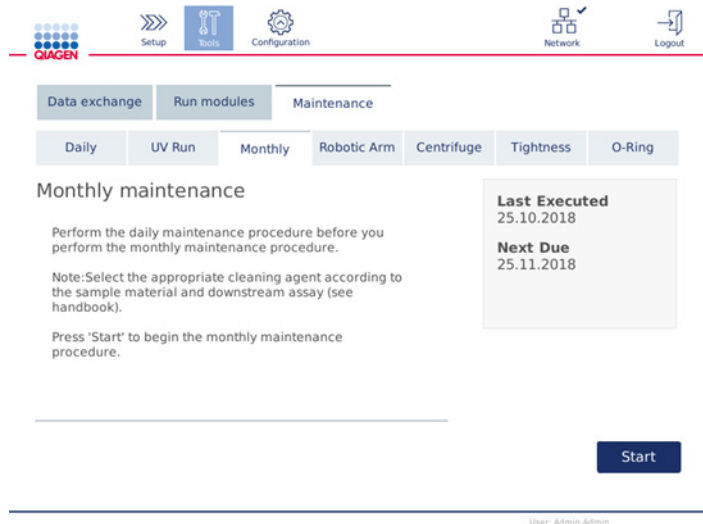 QIAGEN
Setup
Tools
Configuration
Network
Logout
Data exchange
Run modules
Maintenance
Daily
UV Run
Monthly
Robotic Arm
Centrifuge
Tightness
O-Ring
Monthly maintenance
Perform the daily maintenance procedure before you
perform the monthly maintenance procedure.
Note:Select the appropriate cleaning agent according to
the sample material and downstream assay (see
handbook).
Press 'Start' to begin the monthly maintenance
procedure.
Last Executed
25.10.2018
Next Due
25.11.2018
Start
User: Admin Admin